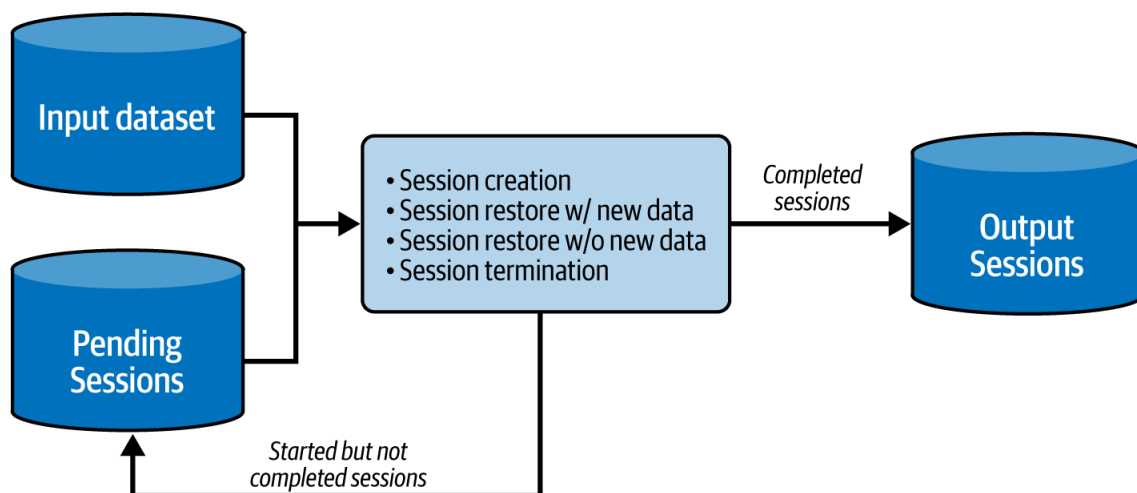 Input dataset
Pending
Sessions
• Session creation
• Session restore w/ new data
• Session restore w/o new data
• Session termination
Completed
sessions
Output
Sessions
Started but not
completed sessions